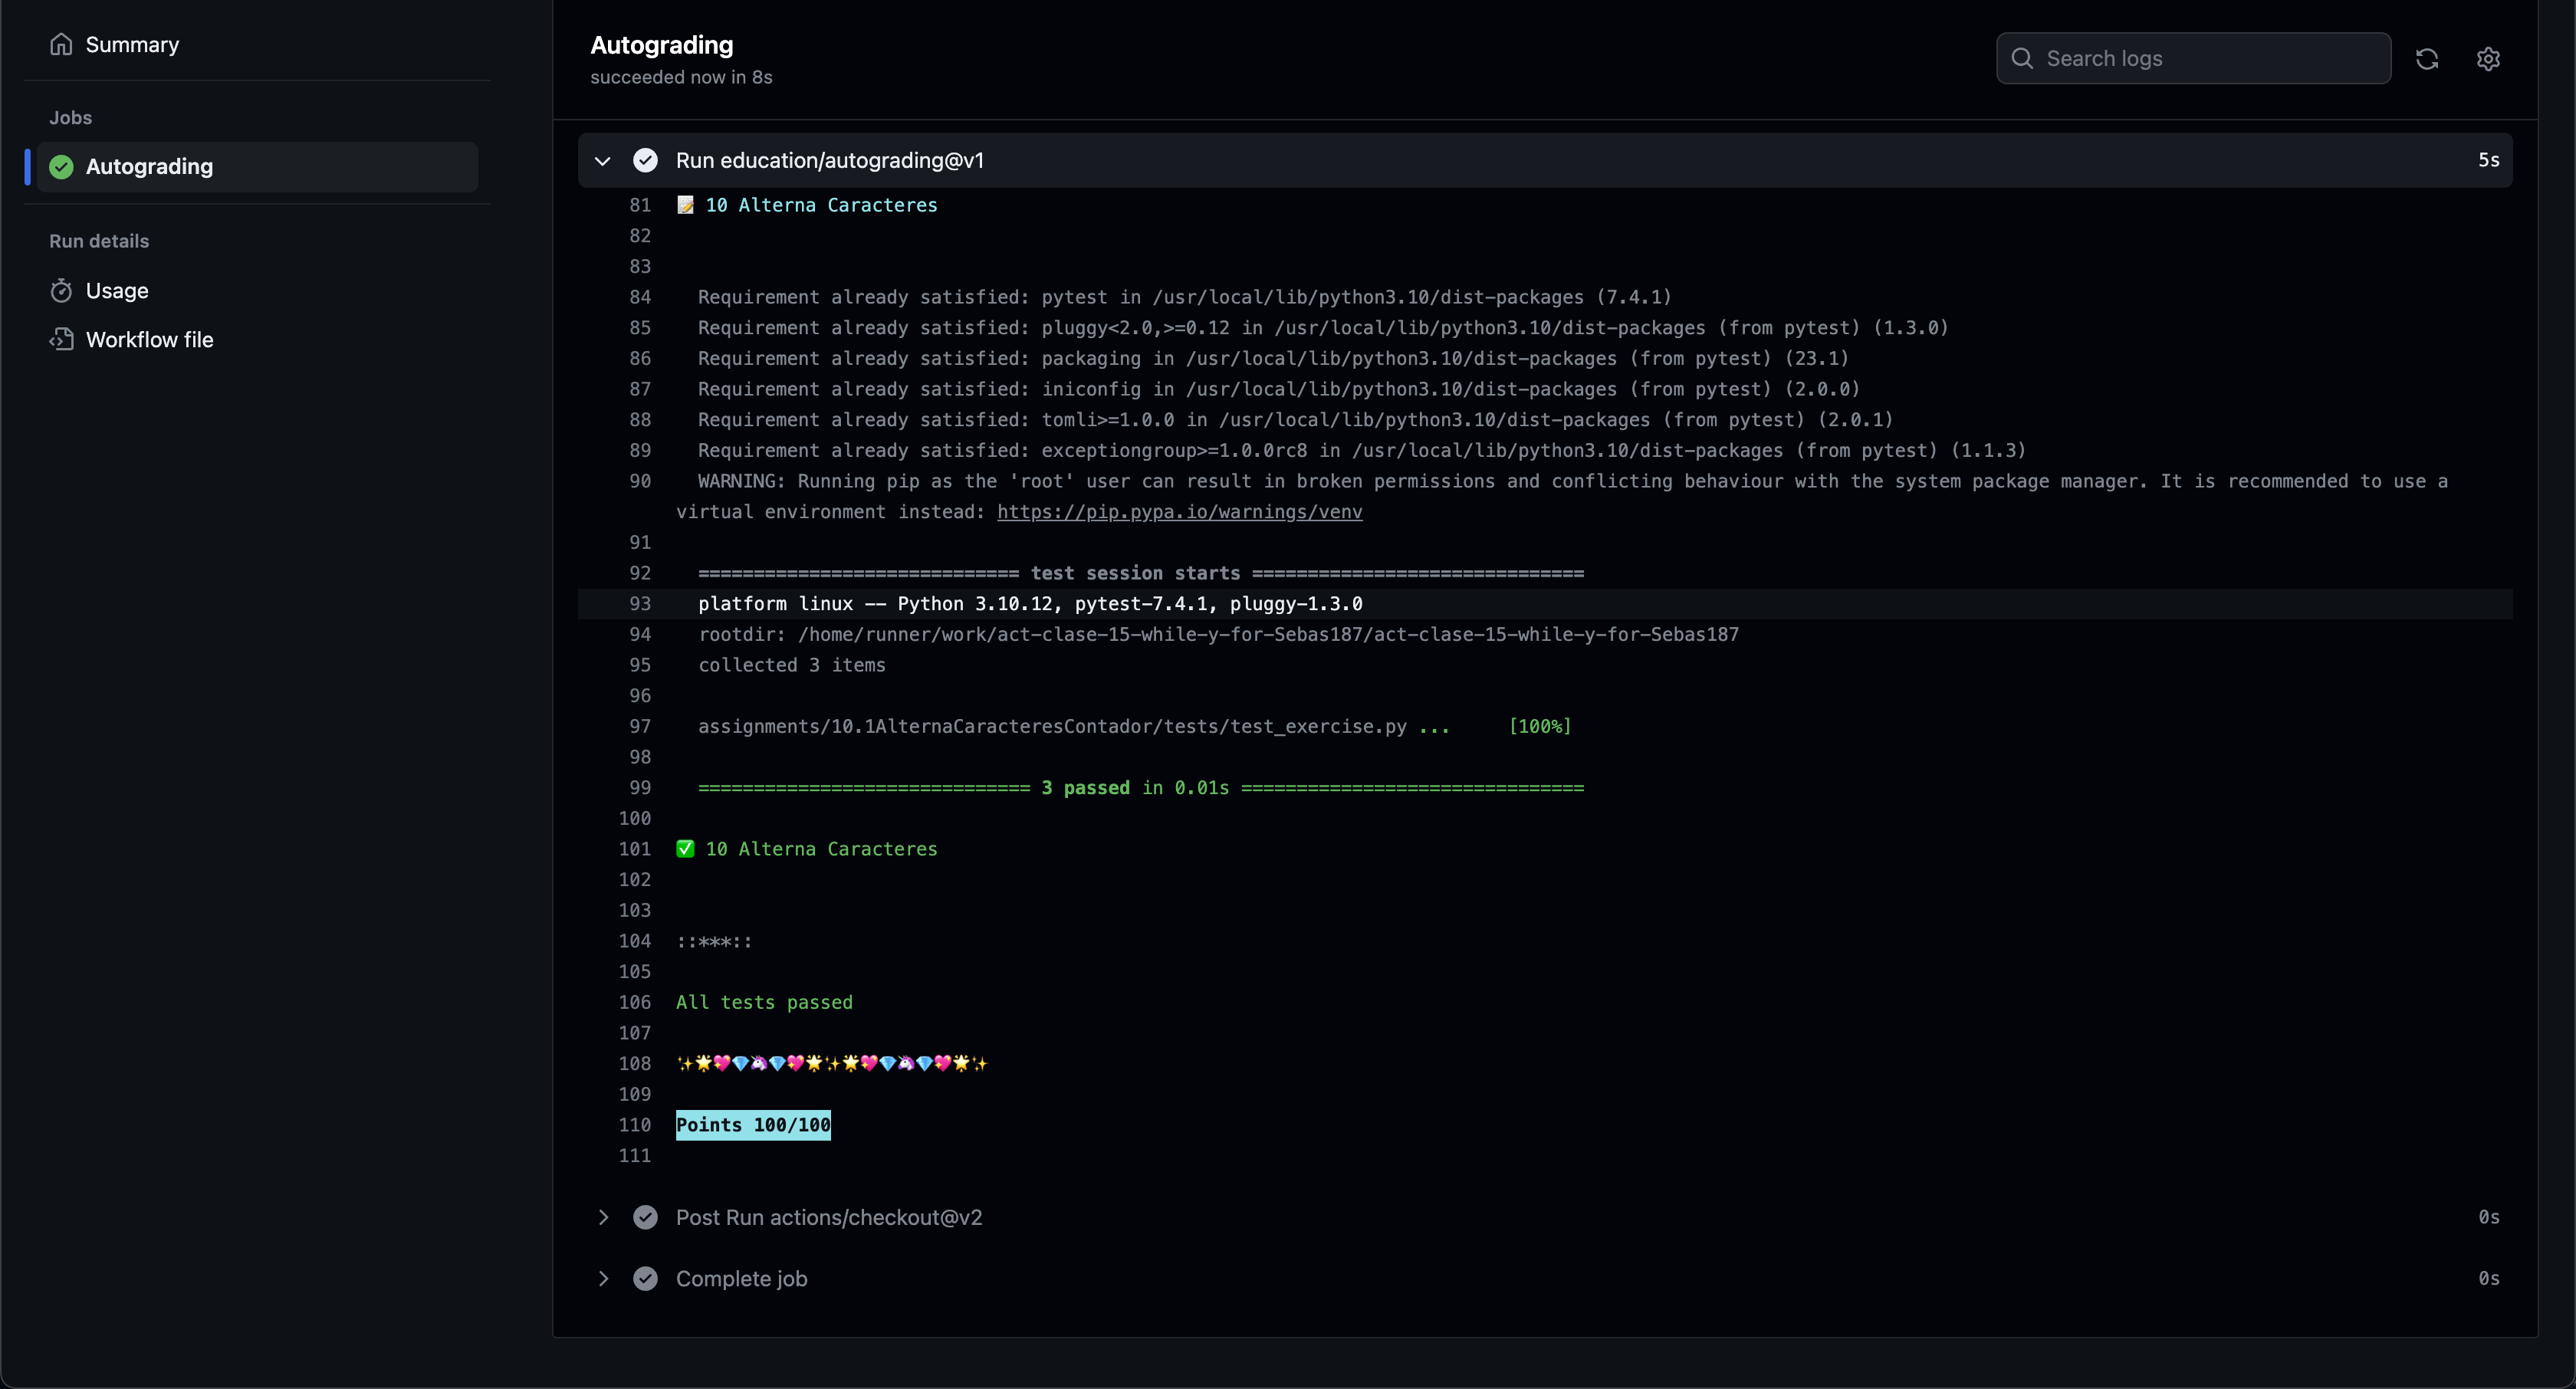 Summary
Jobs
Autograding
Run details
Usage
Workflow file
Autograding
succeeded now in 8s
Search logs
Run education/autograding@v1 5s
81 📝 10 Alterna Caracteres
82
83
84 Requirement already satisfied: pytest in /usr/local/lib/python3.10/dist-packages (7.4.1)
85 Requirement already satisfied: pluggy<2.0,>=0.12 in /usr/local/lib/python3.10/dist-packages (from pytest) (1.3.0)
86 Requirement already satisfied: packaging in /usr/local/lib/python3.10/dist-packages (from pytest) (23.1)
87 Requirement already satisfied: iniconfig in /usr/local/lib/python3.10/dist-packages (from pytest) (2.0.0)
88 Requirement already satisfied: tomli>=1.0.0 in /usr/local/lib/python3.10/dist-packages (from pytest) (2.0.1)
89 Requirement already satisfied: exceptiongroup>=1.0.0rc8 in /usr/local/lib/python3.10/dist-packages (from pytest) (1.1.3)
90 WARNING: Running pip as the 'root' user can result in broken permissions and conflicting behaviour with the system package manager. It is recommended to use a
virtual environment instead: https://pip.pypa.io/warnings/venv
91
92 ============================= test session starts ==============================
93 platform linux -- Python 3.10.12, pytest-7.4.1, pluggy-1.3.0
94 rootdir: /home/runner/work/act-clase-15-while-y-for-Sebas187/act-clase-15-while-y-for-Sebas187
95 collected 3 items
96
97 assignments/10.1AlternaCaracteresContador/tests/test_exercise.py ... [100%]
98
99 ============================== 3 passed in 0.01s ===============================
100
101 ✅ 10 Alterna Caracteres
102
103
104 ::***::
105
106 All tests passed
107
108 ✨🌟💖💎🦄💎💖🌟✨🌟💖💎🦄💎💖🌟✨
109
110 Points 100/100
111
Post Run actions/checkout@v2 0s
Complete job 0s